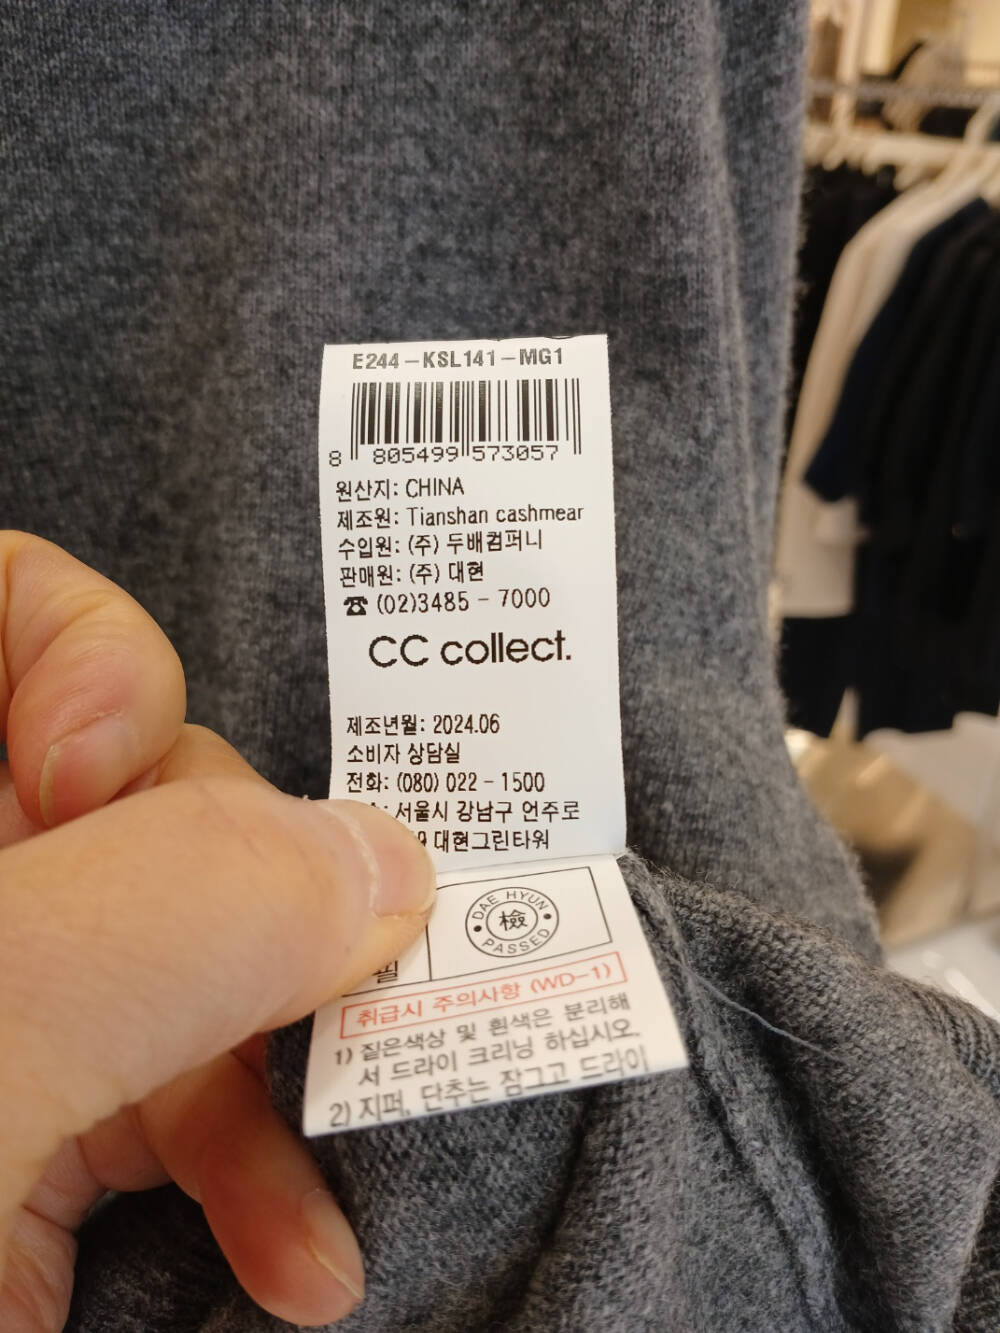 E244-KSL141-MG1
8 805499 573057
원산지: CHINA
제조원: Tianshan cashmear
수입원: (주) 두배컴퍼니
판매원: (주) 대현
☎ (02)3485 - 7000
CC collect.
제조년월: 2024.06
소비자 상담실
전화: (080) 022 - 1500
서울시 강남구 언주로
9 대현그린타워
DAE HYUN
檢
PASSED
필
취급시 주의사항 (WD-1)
1) 짙은색상 및 흰색은 분리해
서 드라이 크리닝 하십시오.
2) 지퍼, 단추는 잠그고 드라이